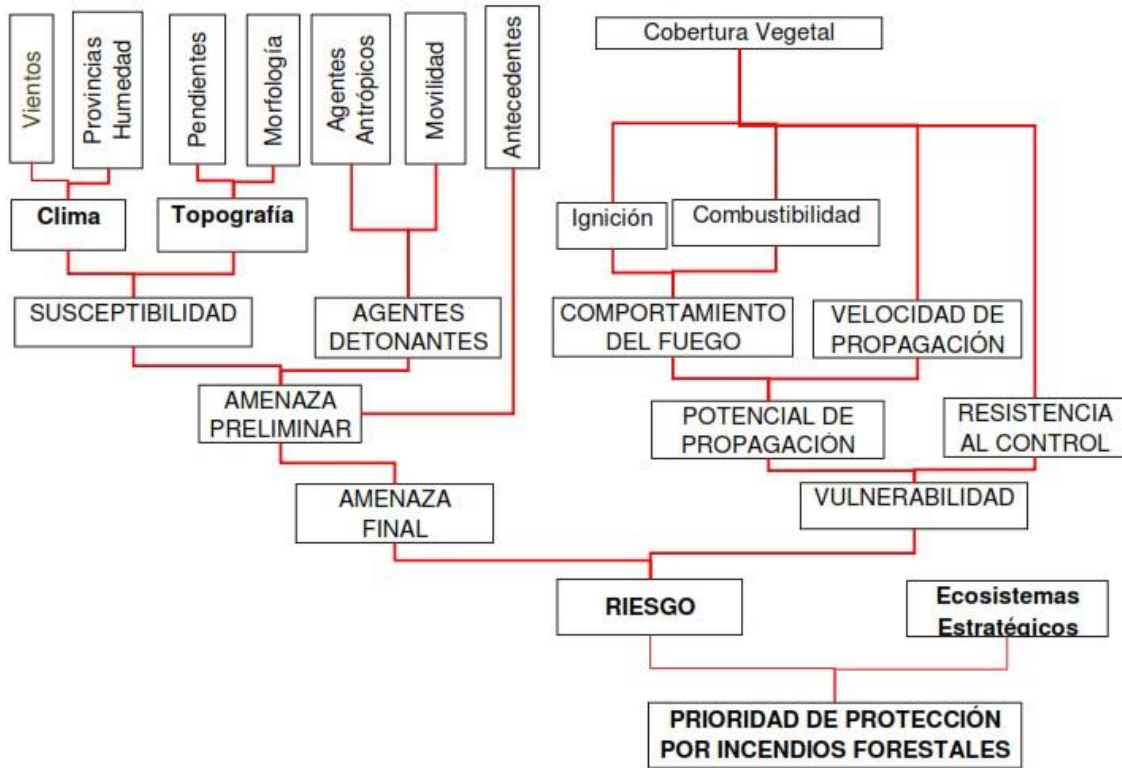 Vientos
Provincias
Humedad
Pendientes
Morfología
Agentes
Antrópicos
Movilidad
Antecedentes
Cobertura Vegetal
Clima
Topografía
Ignición
Combustibilidad
SUSCEPTIBILIDAD
AGENTES
DETONANTES
COMPORTAMIENTO
DEL FUEGO
VELOCIDAD DE
PROPAGACIÓN
AMENAZA
PRELIMINAR
POTENCIAL DE
PROPAGACIÓN
RESISTENCIA
AL CONTROL
AMENAZA
FINAL
VULNERABILIDAD
RIESGO
Ecosistemas
Estratégicos
PRIORIDAD DE PROTECCIÓN
POR INCENDIOS FORESTALES